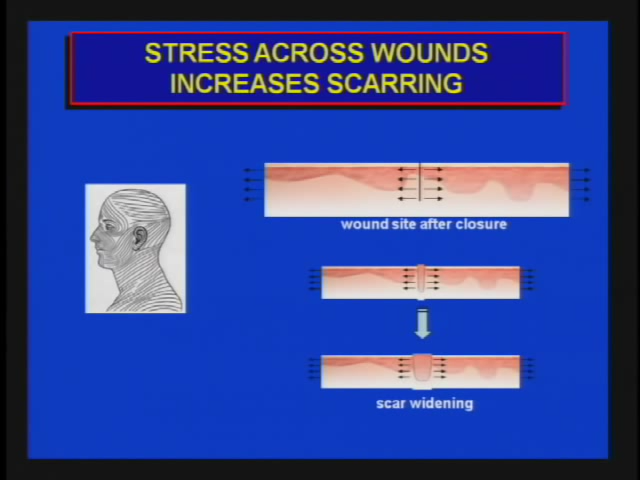 STRESS ACROSS WOUNDS
INCREASES SCARRING
wound site after closure
scar widening